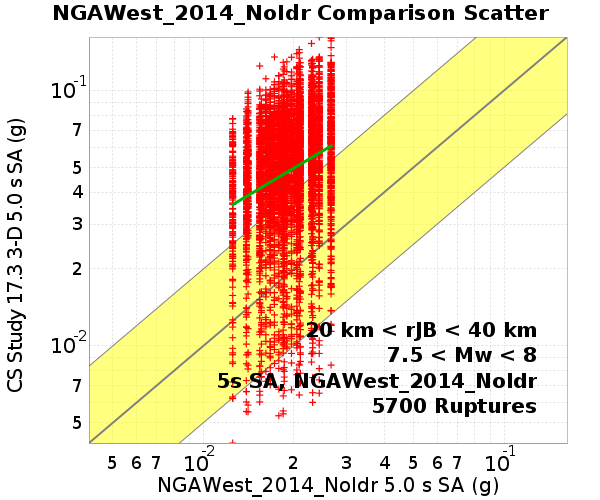 NGAWest_2014_NoIdr Comparison Scatter
CS Study 17.3 3-D 5.0 s SA (g)
10-1
7
5
4
3
2
10-2
7
5
20 km < rJB < 40 km
7.5 < Mw < 8
5s SA, NGAWest_2014_NoIdr
5700 Ruptures
5 6 7 10-2 2 3 4 5 6 7 10-1
NGAWest_2014_NoIdr 5.0 s SA (g)